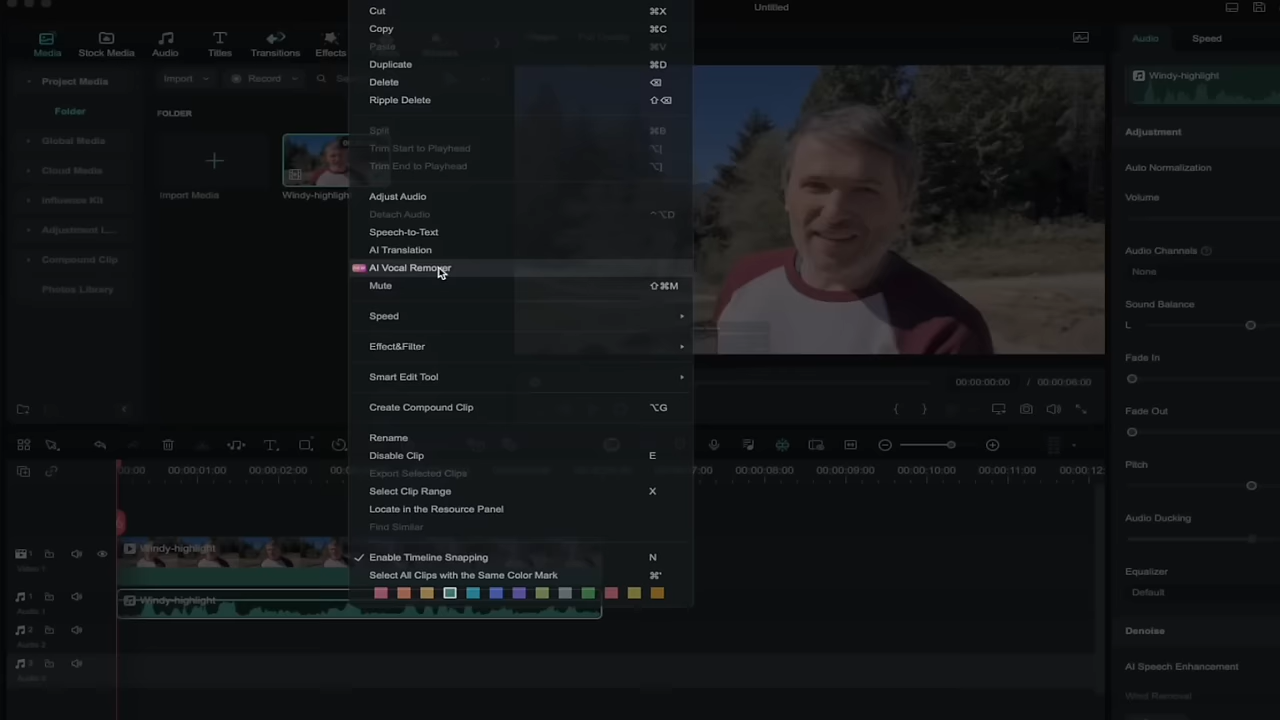 Untitled
Media
Stock Media
Audio
Titles
Transitions
Effects
Audio
Speed
Project Media
Folder
Global Media
Cloud Media
Influence Kit
Adjustment L...
Compound Clip
Photos Library
Import
Record
FOLDER
Import Media
Windy-highlight
Cut ⌘X
Copy ⌘C
Paste ⌘V
Duplicate ⌘D
Delete ⌫
Ripple Delete ⇧⌫
Split ⌘B
Trim Start to Playhead ⌥[
Trim End to Playhead ⌥]
Adjust Audio
Detach Audio ⌃⌥D
Speech-to-Text
AI Translation
AI Vocal Remover
Mute ⇧⌘M
Speed
Effect&Filter
Smart Edit Tool
Create Compound Clip ⌥G
Rename
Disable Clip E
Export Selected Clips
Select Clip Range X
Locate in the Resource Panel
Find Similar
Enable Timeline Snapping N
Select All Clips with the Same Color Mark
00:00:00:00 / 00:00:06:00
Windy-highlight
Adjustment
Auto Normalization
Volume
Audio Channels
None
Sound Balance
L
Fade In
Fade Out
Pitch
Audio Ducking
Equalizer
Default
Denoise
AI Speech Enhancement
Wind Removal
00:00 00:00:01:00 00:00:02:00 7:00 00:00:08:00 00:00:09:00 00:00:10:00 00:00:11:00 00:00:12:
1
Video 1
Windy-highlight
1
Audio 1
Windy-highlight
2
Audio 2
3
Audio 3